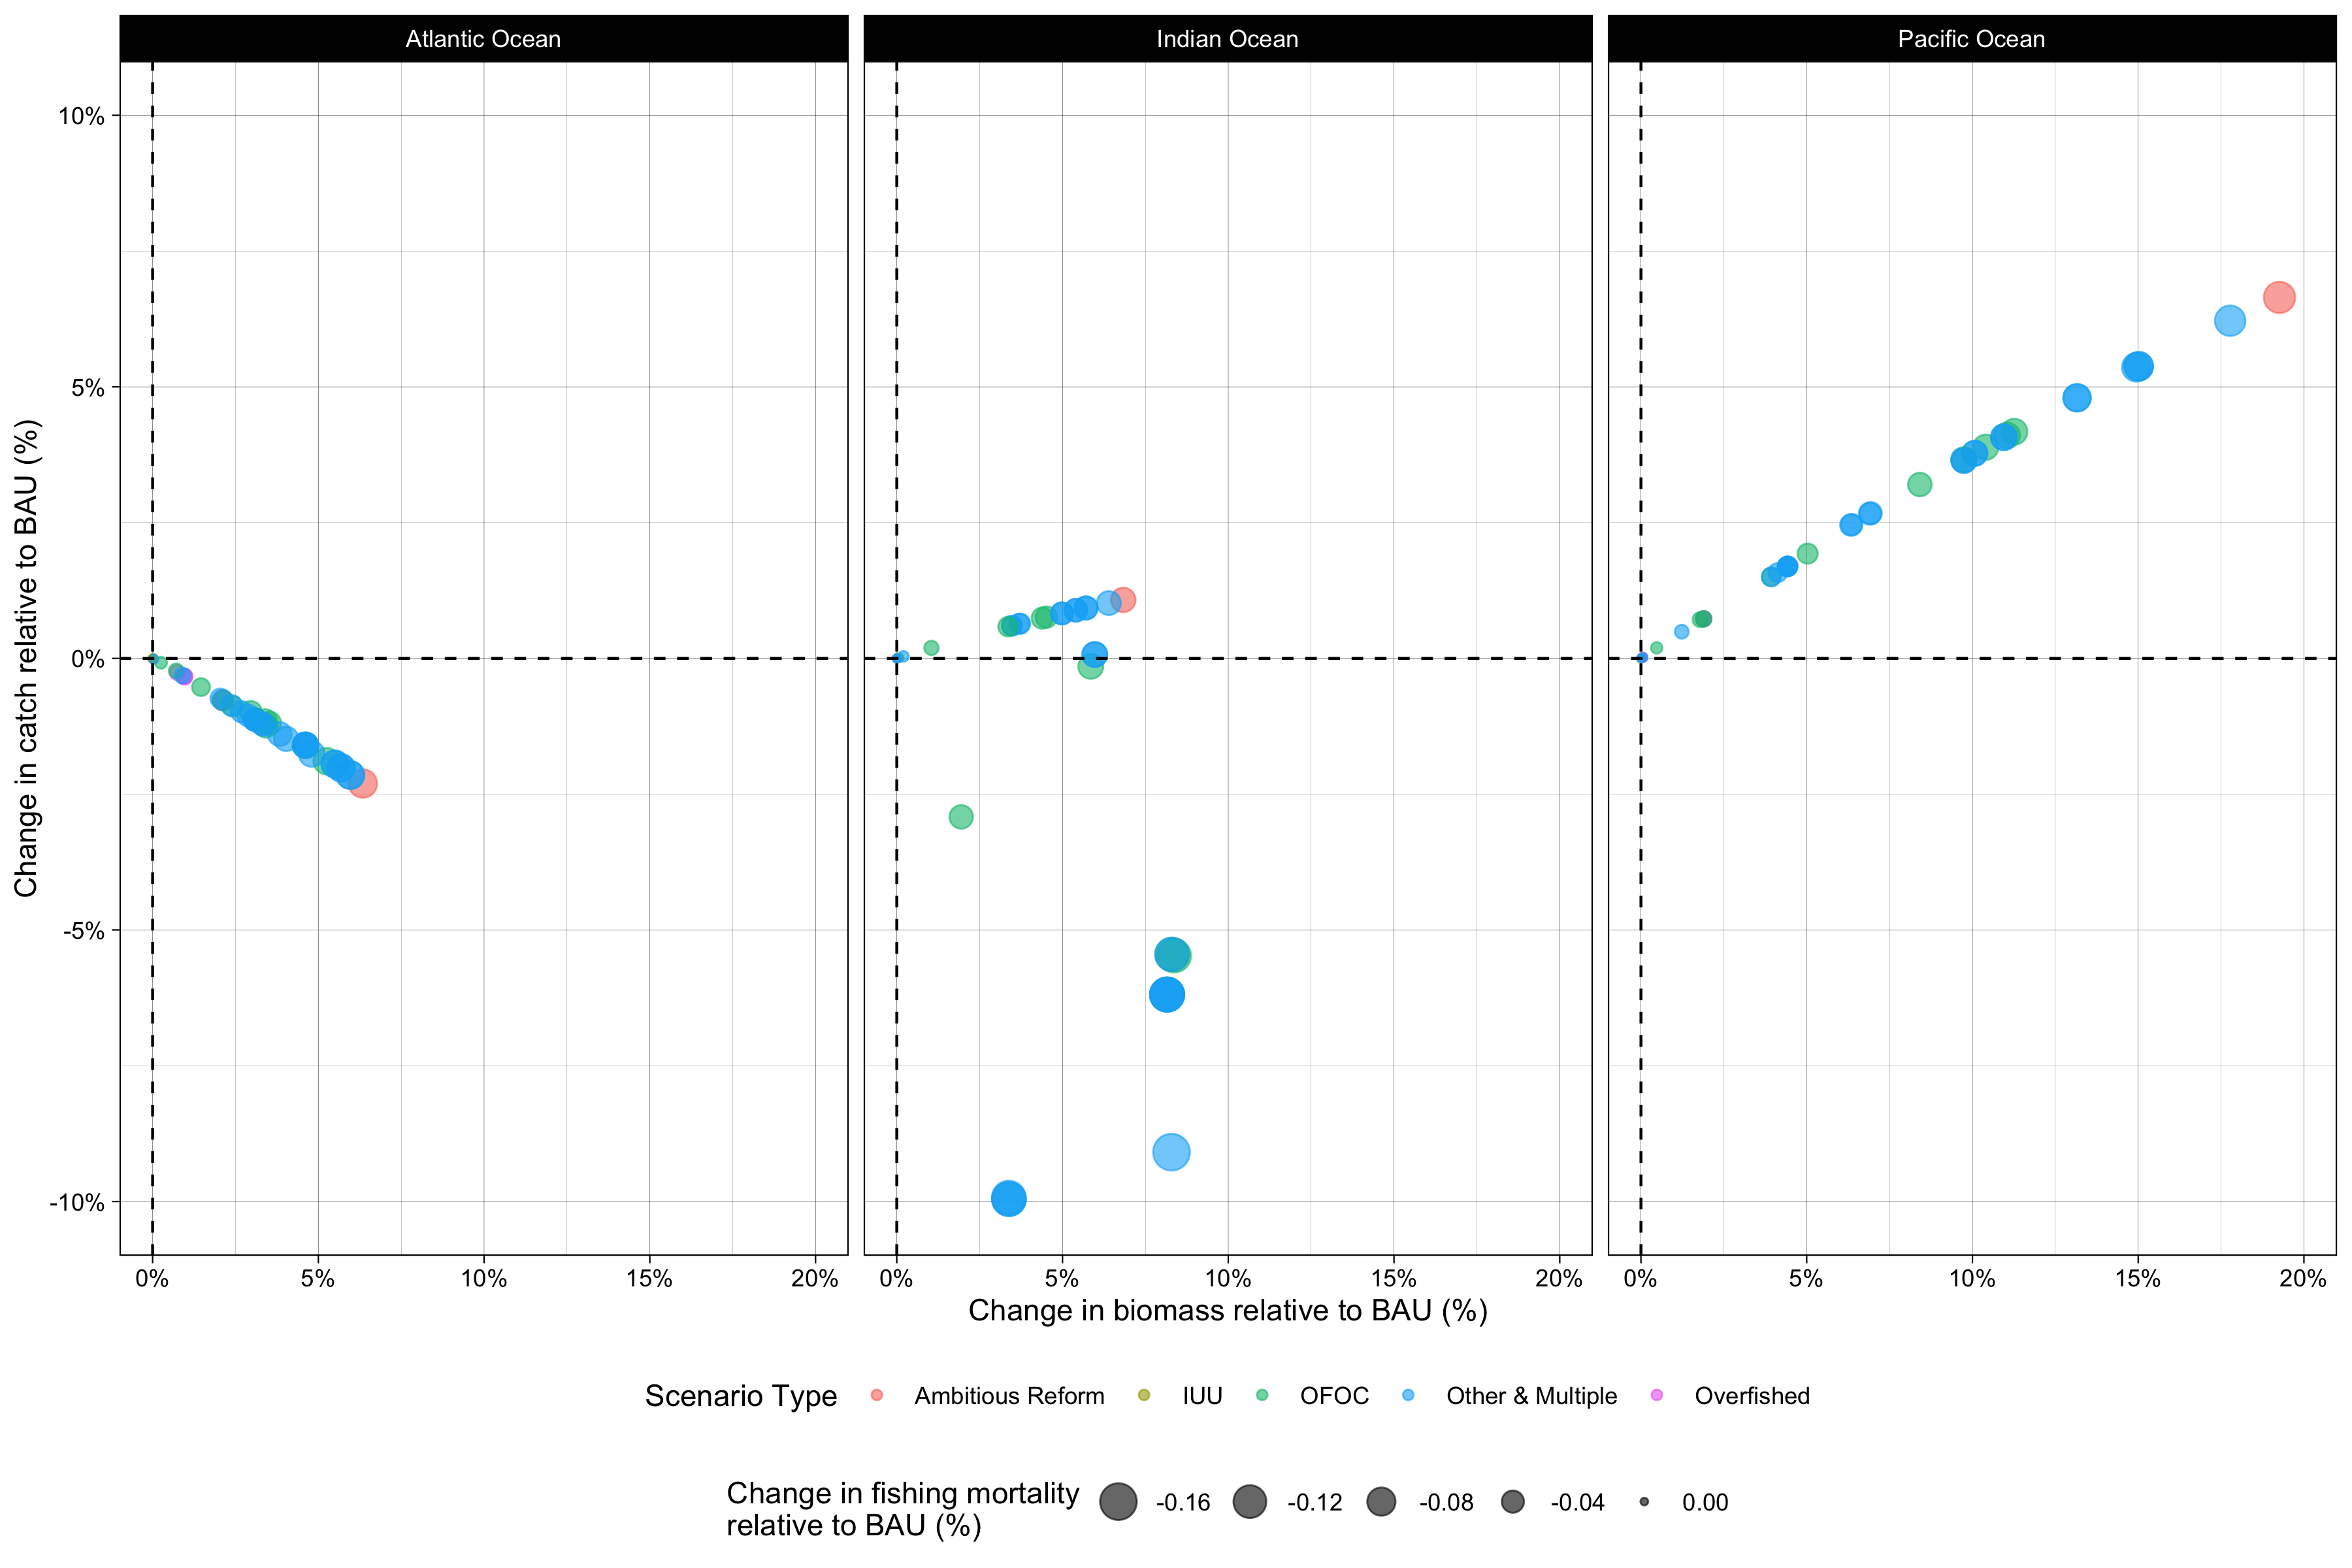 Atlantic Ocean
Indian Ocean
Pacific Ocean
10%
5%
0%
-5%
-10%
Change in catch relative to BAU (%)
0% 5% 10% 15% 20%
0% 5% 10% 15% 20%
0% 5% 10% 15% 20%
Change in biomass relative to BAU (%)
Scenario Type Ambitious Reform IUU OFOC Other & Multiple Overfished
Change in fishing mortality
relative to BAU (%)
-0.16 -0.12 -0.08 -0.04 0.00